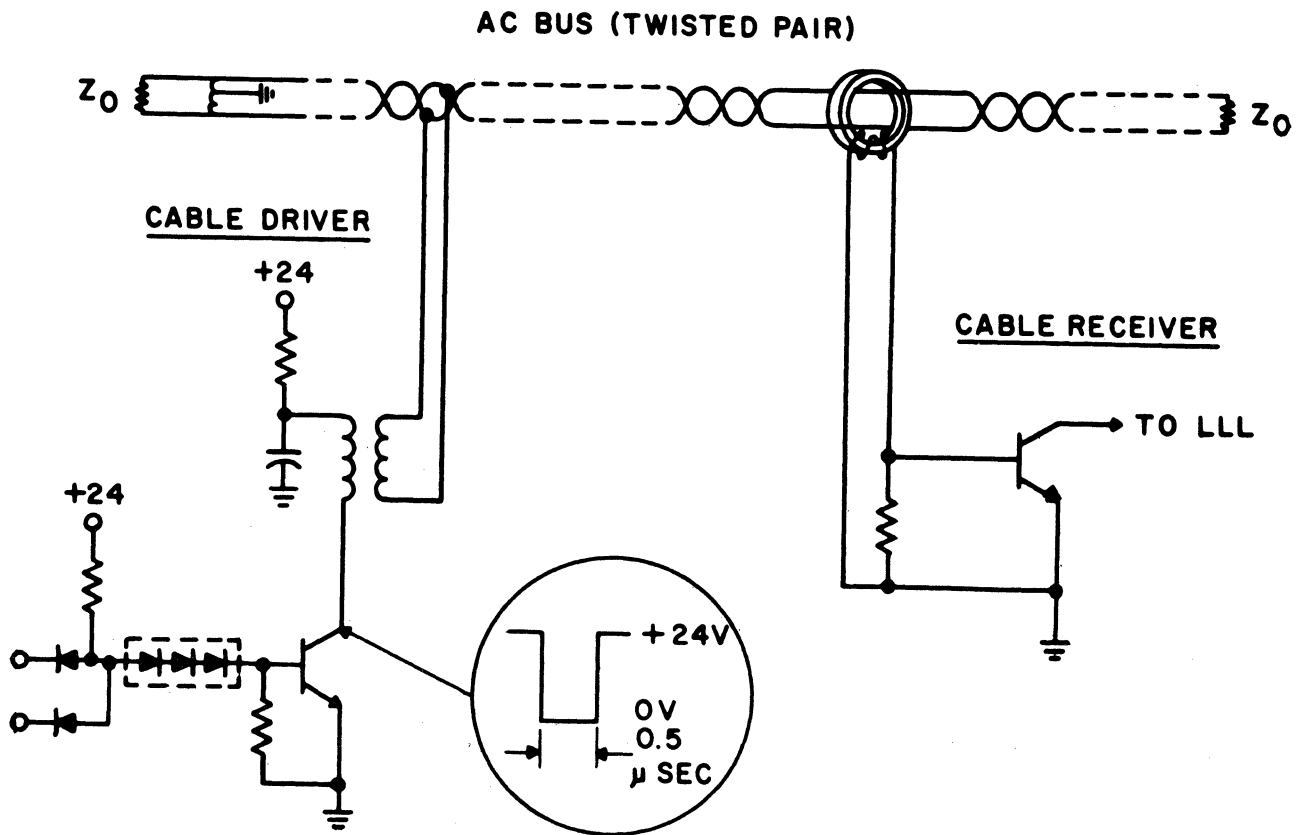 AC BUS (TWISTED PAIR)
Z0
Z0
CABLE DRIVER
+24
CABLE RECEIVER
TO LLL
+24
+24V
0V
0.5
μ SEC